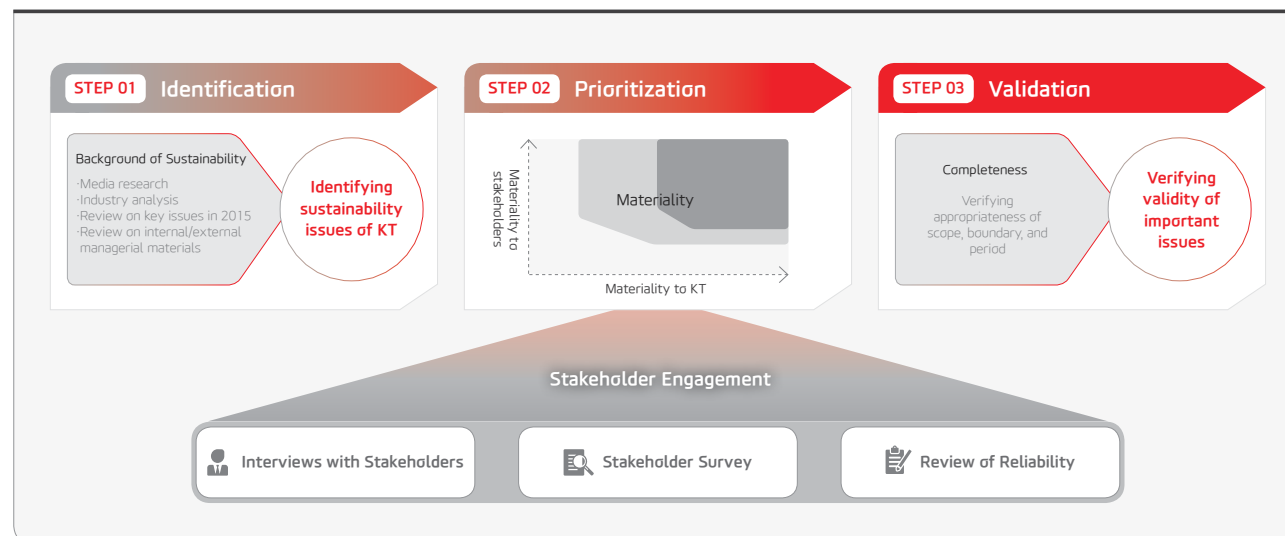 STEP 01 Identification
Background of Sustainability
·Media research
·Industry analysis
·Review on key issues in 2015
·Review on internal/external
managerial materials
Identifying
sustainability
issues of KT
STEP 02 Prioritization
Materiality to
stakeholders
Materiality
Materiality to KT
STEP 03 Validation
Completeness
Verifying
appropriateness of
scope, boundary, and
period
Verifying
validity of
important
issues
Stakeholder Engagement
Interviews with Stakeholders
Stakeholder Survey
Review of Reliability